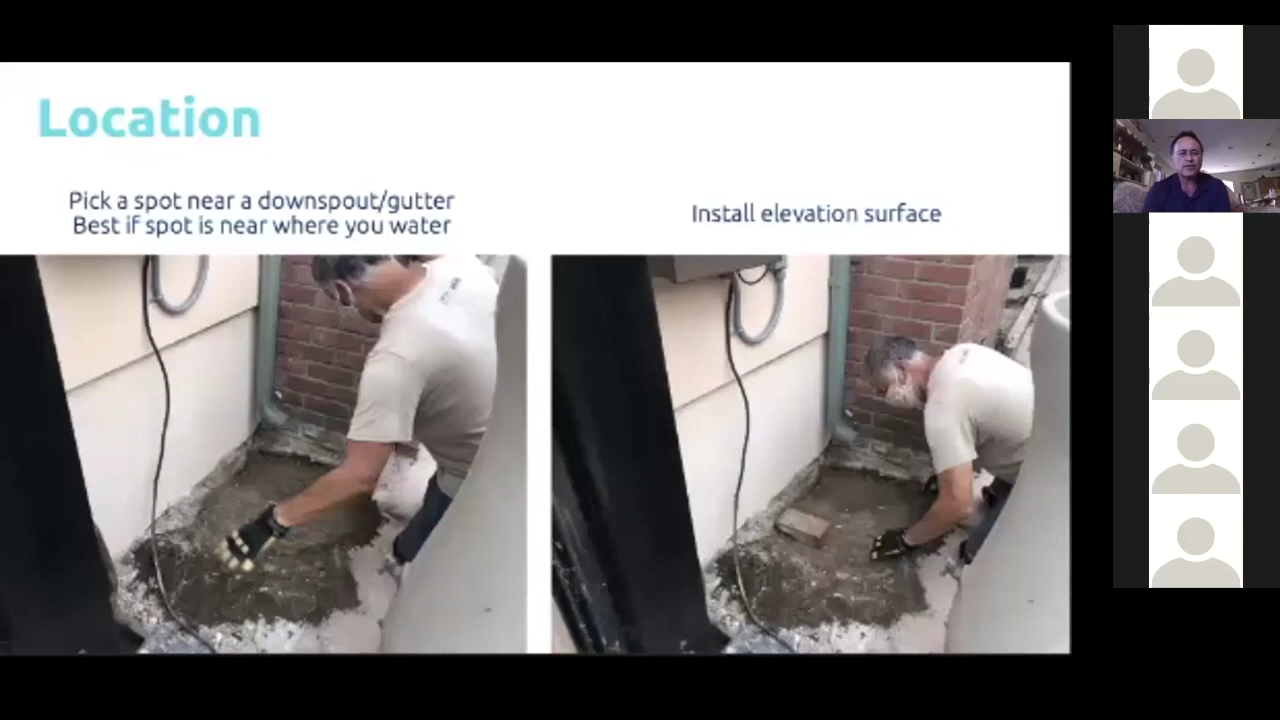 Location
Pick a spot near a downspout/gutter
Best if spot is near where you water
Install elevation surface